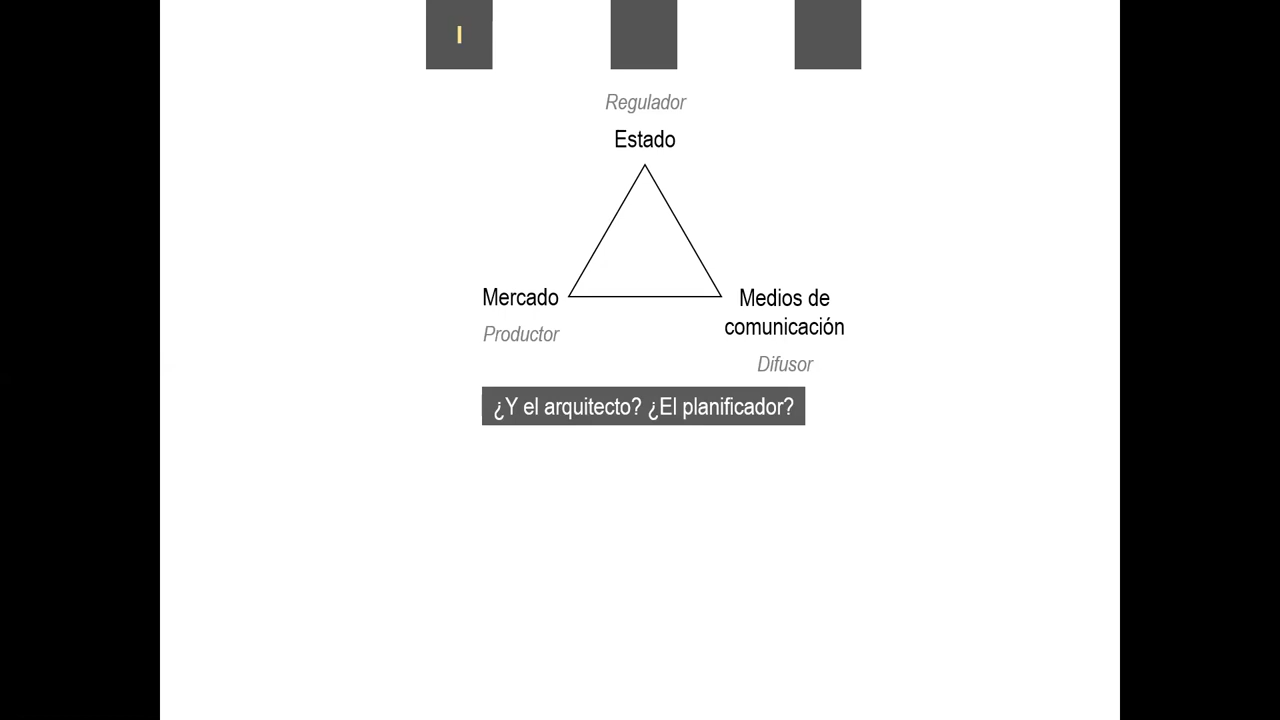 I
Regulador
Estado
Mercado
Productor
Medios de
comunicación
Difusor
¿Y el arquitecto? ¿El planificador?